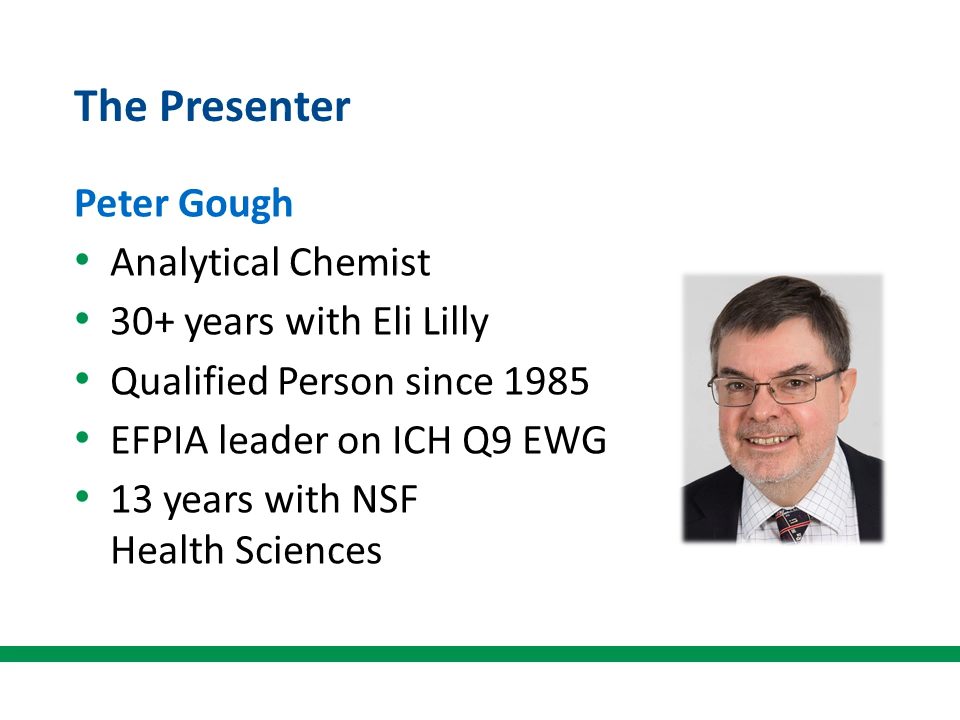 The Presenter
Peter Gough
• Analytical Chemist
• 30+ years with Eli Lilly
• Qualified Person since 1985
• EFPIA leader on ICH Q9 EWG
• 13 years with NSF
Health Sciences